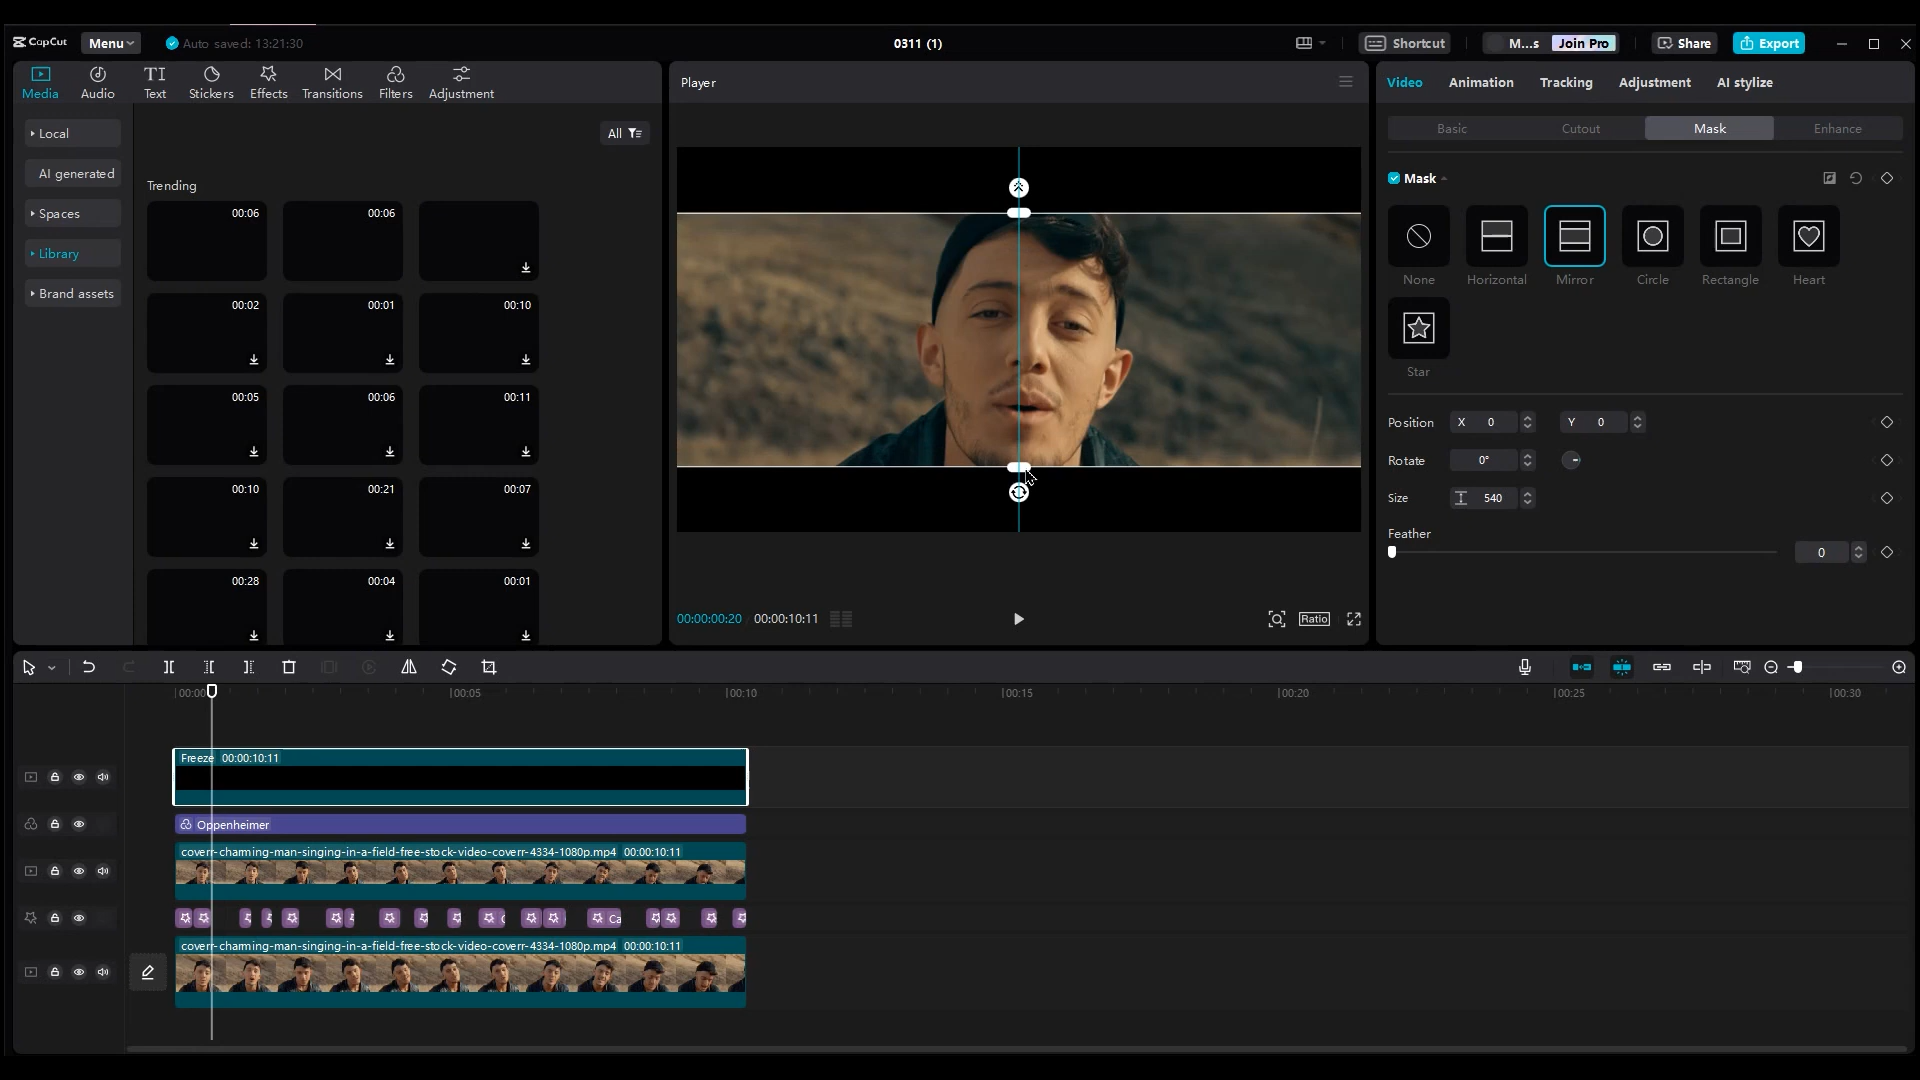 CapCut Menu Auto saved: 13:21:30 0311 (1) Shortcut M...s Join Pro Share Export
Media Audio Text Stickers Effects Transitions Filters Adjustment
Local
AI generated
Spaces
Library
Brand assets
All
Trending
00:06 00:06
00:02 00:01 00:10
00:05 00:06 00:11
00:10 00:21 00:07
00:28 00:04 00:01
Player
00:00:00:20 00:00:10:11
Ratio
Video Animation Tracking Adjustment AI stylize
Basic Cutout Mask Enhance
Mask
None Horizontal Mirror Circle Rectangle Heart
Star
Position X 0 Y 0
Rotate 0°
Size 540
Feather
0
00:00 00:05 00:10 00:15 00:20 00:25 00:30
Freeze 00:00:10:11
Oppenheimer
coverr-charming-man-singing-in-a-field-free-stock-video-coverr-4334-1080p.mp4 00:00:10:11
Ca
coverr-charming-man-singing-in-a-field-free-stock-video-coverr-4334-1080p.mp4 00:00:10:11